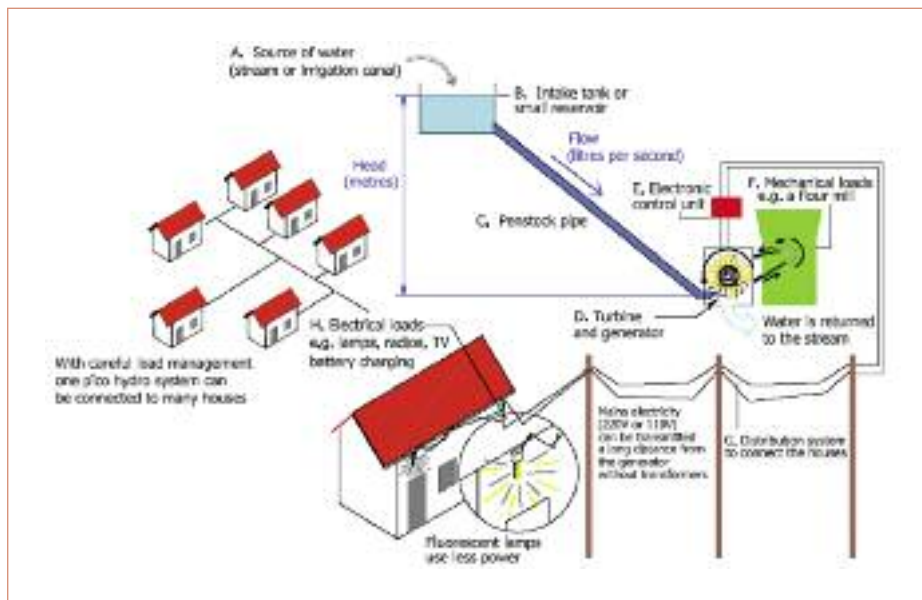 A. Source of water
(stream or irrigation canal)
B. Intake tank or
small reservoir
Flow
(litres per second)
Head
(metres)
E. Electronic
control unit
F. Mechanical loads
e.g. a flour mill
C. Penstock pipe
D. Turbine
and generator
Water is returned
to the stream
H. Electrical loads
e.g. lamps, radios, TV
battery charging
With careful load management
one pico hydro system can
be connected to many houses
Mains electricity
(220V or 110V)
can be transmitted
a long distance from
the generator
without transformers
G. Distribution system
to connect the houses
Fluorescent lamps
use less power